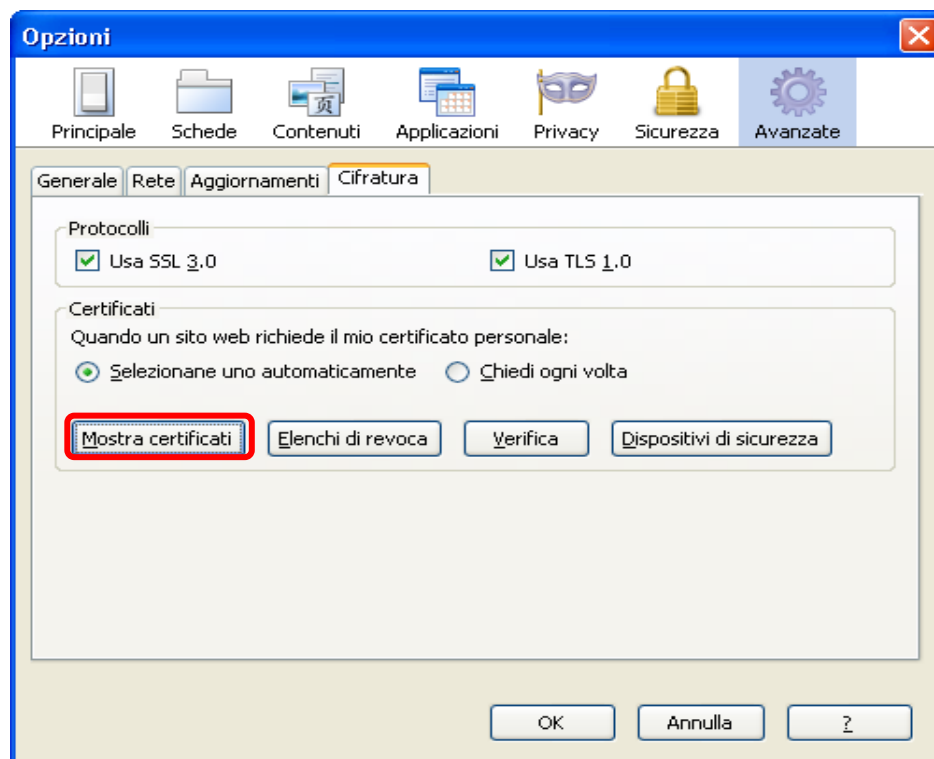 Opzioni
Principale Schede Contenuti Applicazioni Privacy Sicurezza Avanzate
页
Generale Rete Aggiornamenti Cifratura
Protocolli
Usa SSL 3.0 Usa TLS 1.0
Certificati
Quando un sito web richiede il mio certificato personale:
Selezionane uno automaticamente Chiedi ogni volta
Mostra certificati Elenchi di revoca Verifica Dispositivi di sicurezza
OK Annulla ?